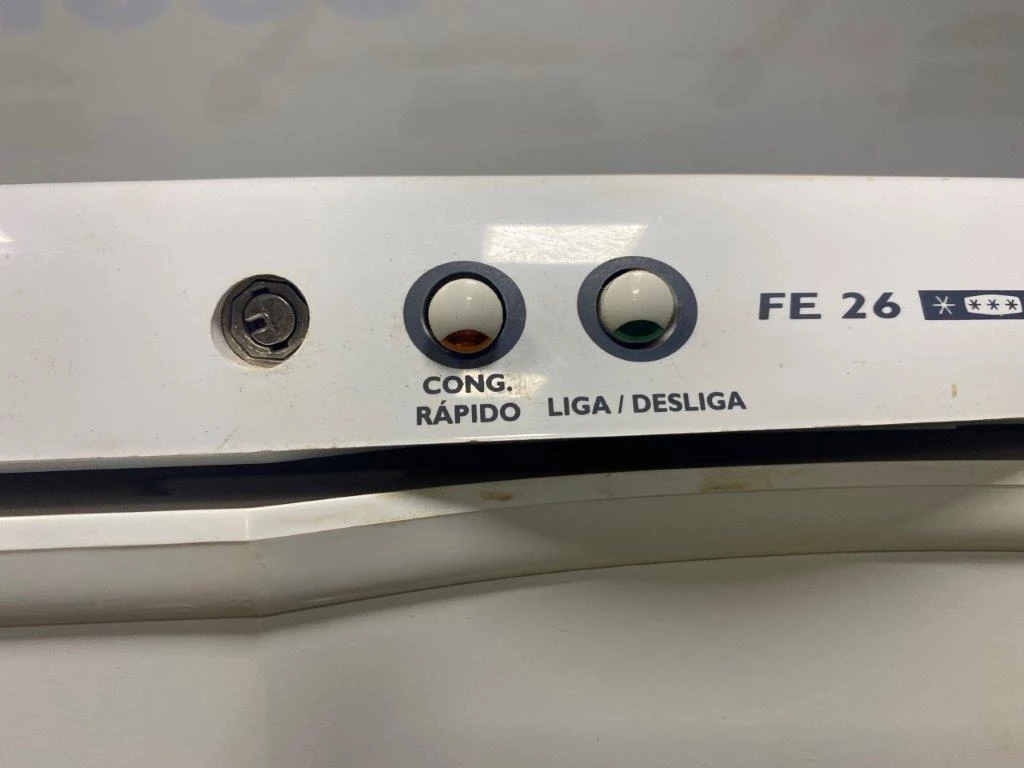 CONG.
RÁPIDO
LIGA / DESLIGA
FE 26